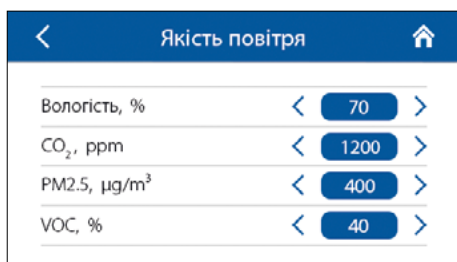 Якість повітря
Вологість, % 70
CO₂, ppm 1200
PM2.5, µg/m³ 400
VOC, % 40